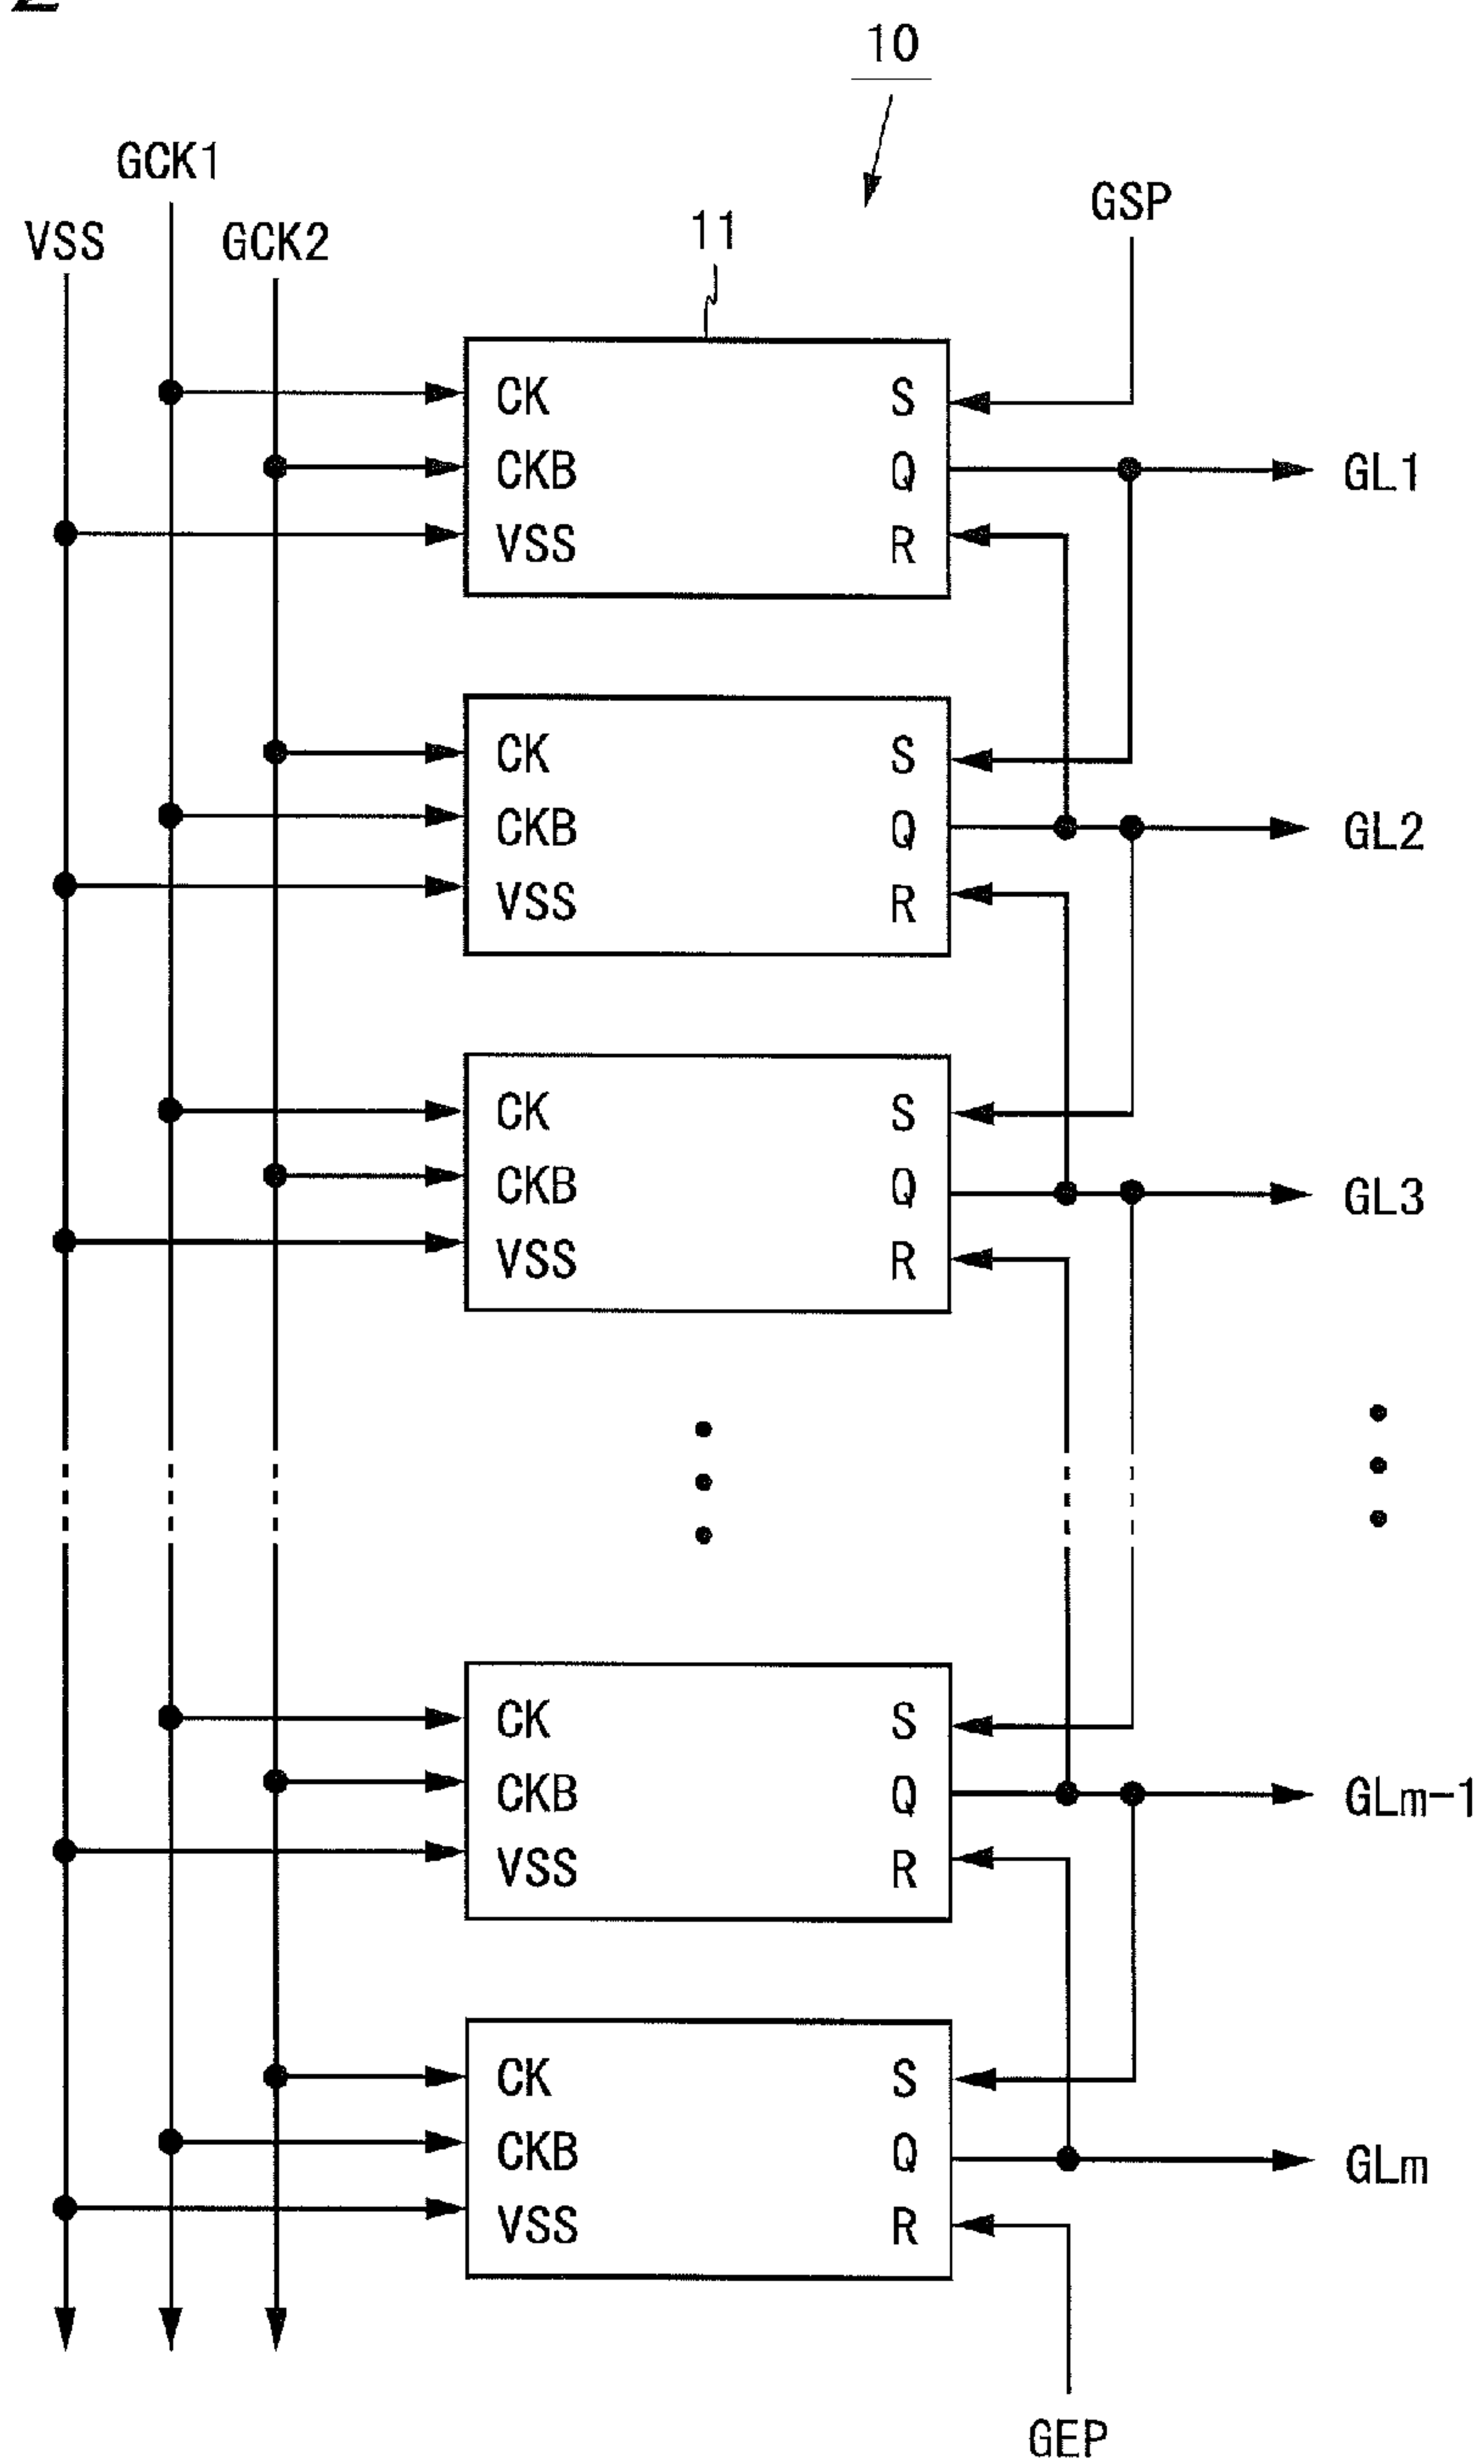 2
10
GCK1
VSS
GCK2
11
GSP
CK S
CKB Q GL1
VSS R
CK S
CKB Q GL2
VSS R
CK S
CKB Q GL3
VSS R
CK S
CKB Q GLm-1
VSS R
CK S
CKB Q GLm
VSS R
GEP